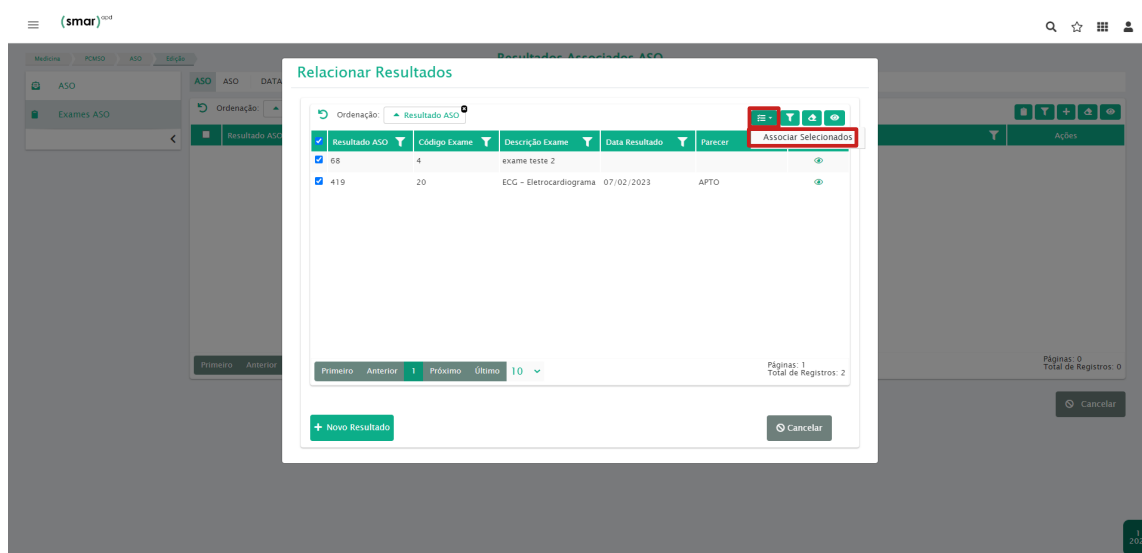 (smar)apd
Medicina PCMSO ASO Edição
Resultados Associados ASO
ASO
Exames ASO
ASO ASO DATA
Ordenação:
Resultado ASO
Ações
Primeiro Anterior
Páginas: 0
Total de Registros: 0
Cancelar
Relacionar Resultados
Ordenação: Resultado ASO
Associar Selecionados
Resultado ASO Código Exame Descrição Exame Data Resultado Parecer
68 4 exame teste 2
419 20 ECG - Eletrocardiograma 07/02/2023 APTO
Primeiro Anterior 1 Próximo Último 10
Páginas: 1
Total de Registros: 2
+ Novo Resultado
Cancelar